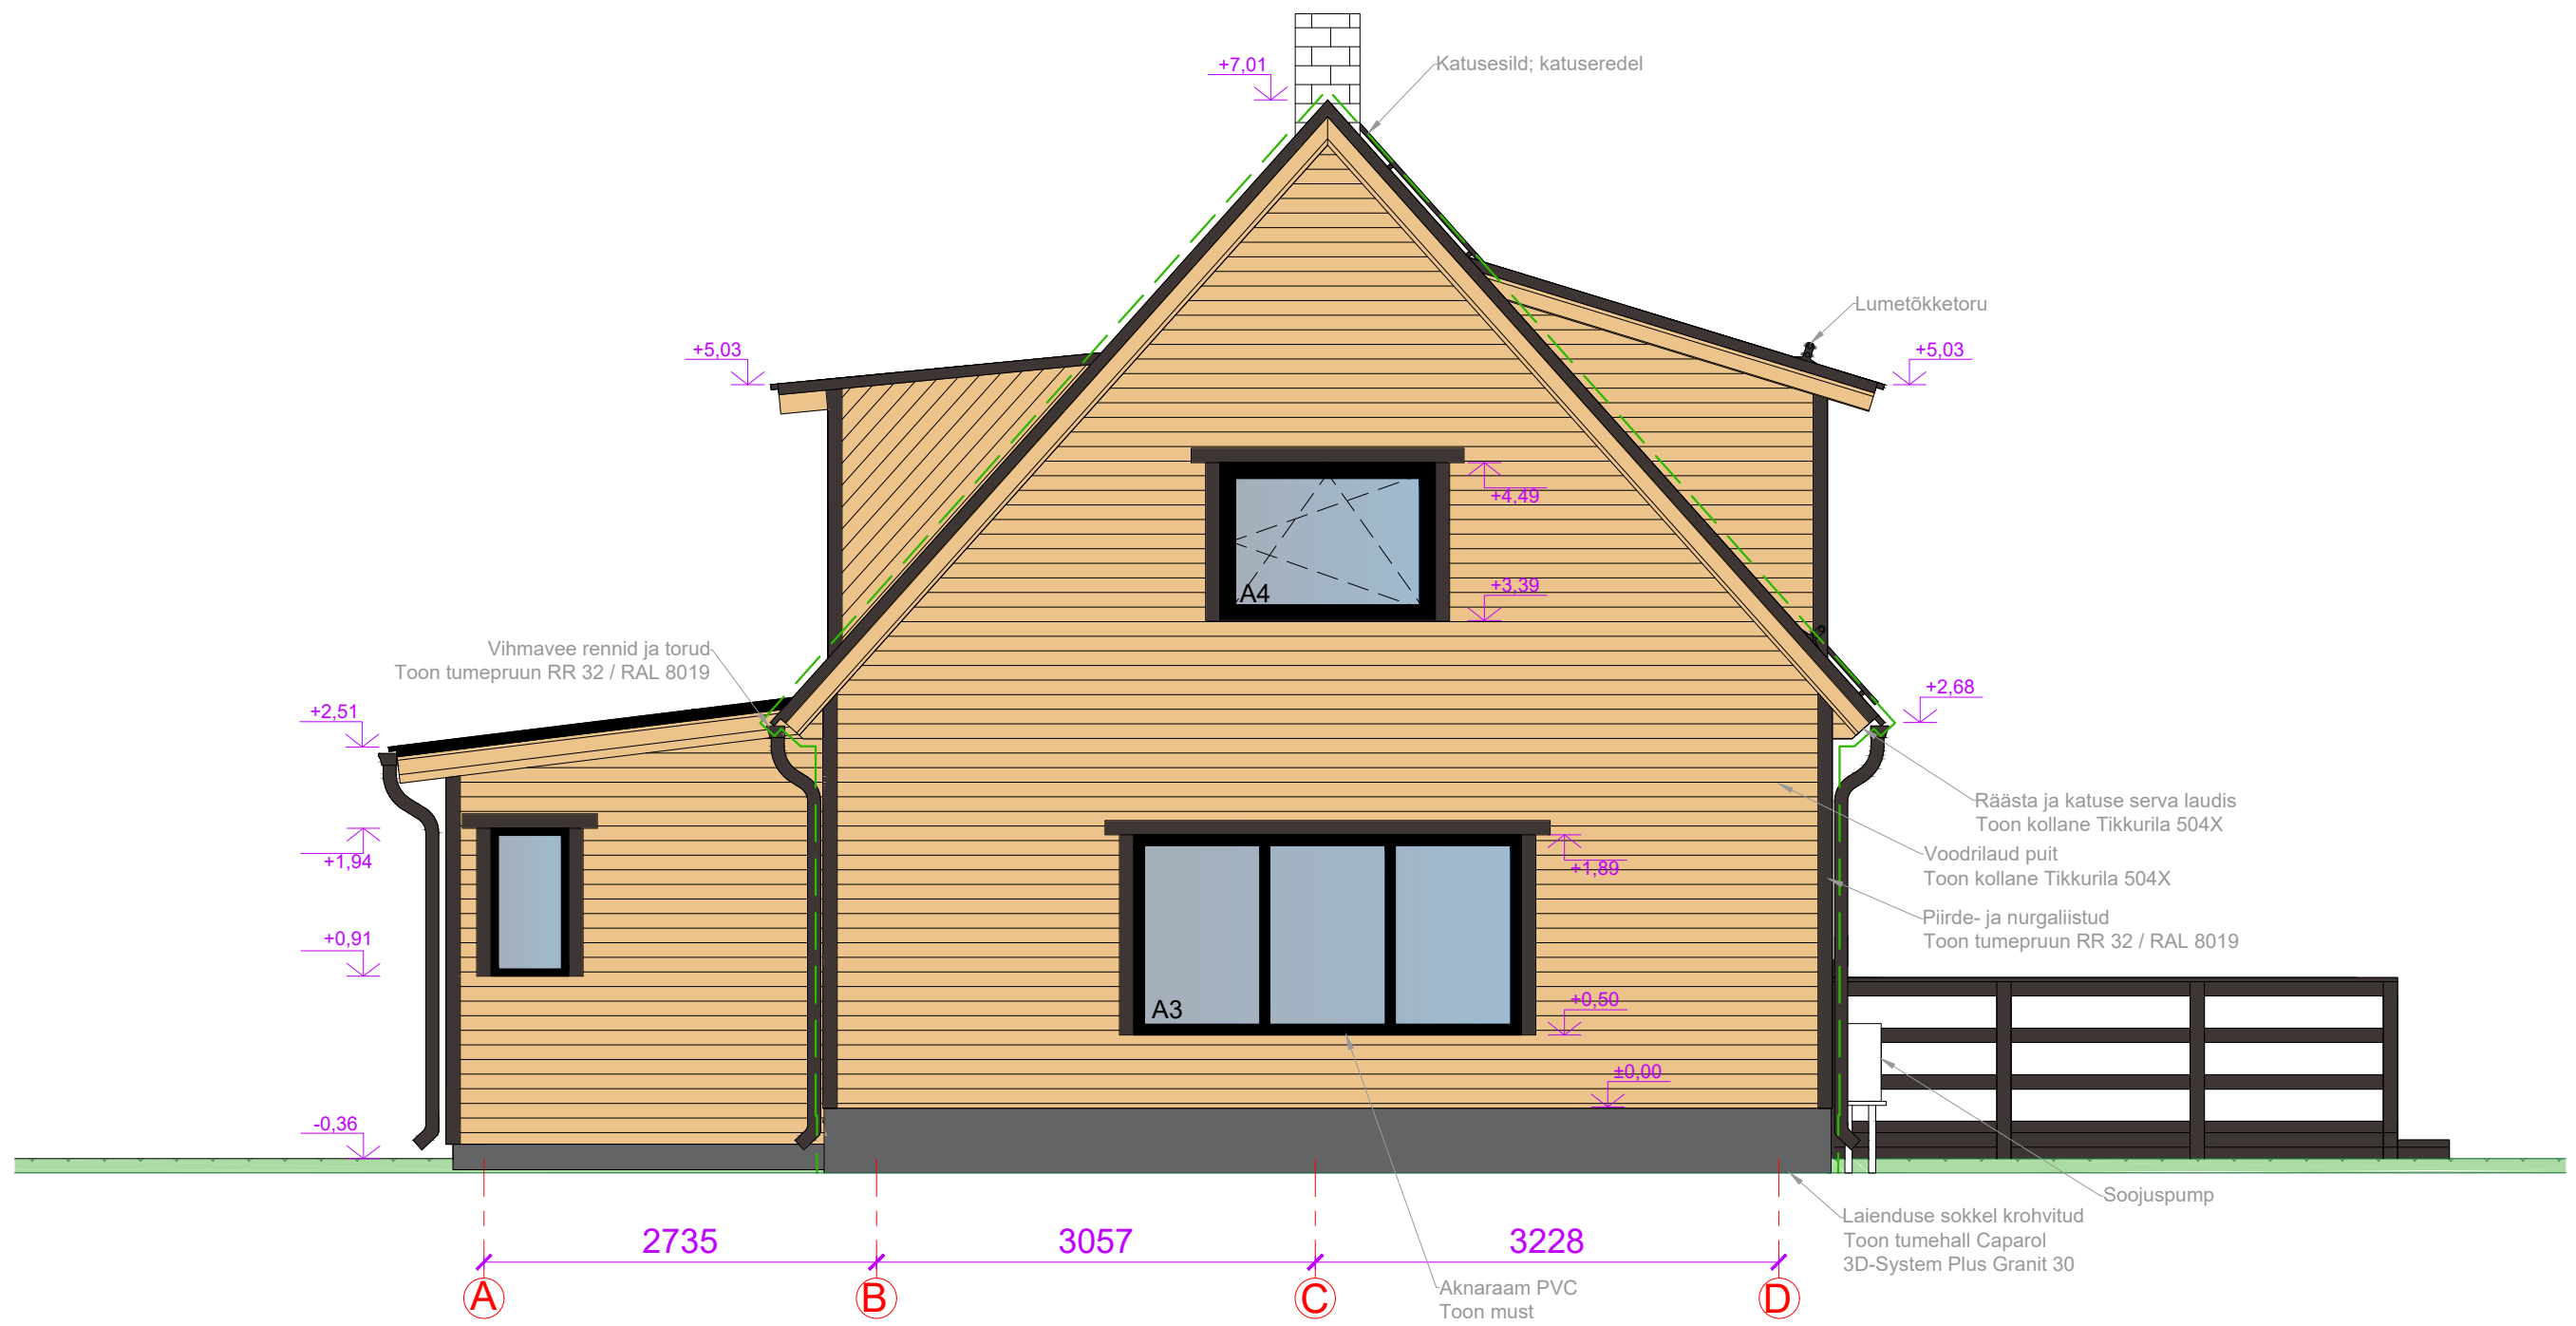 +7,01
Katusesild; katuseredel
Lumetõkketoru
+5,03
+5,03
+4,49
+3,39
A4
Vihmavee rennid ja torud
Toon tumepruun RR 32 / RAL 8019
+2,68
+2,51
Räästa ja katuse serva laudis
Toon kollane Tikkurila 504X
Voodrilaud puit
Toon kollane Tikkurila 504X
+1,94
+1,89
Piirde- ja nurgaliistud
Toon tumepruun RR 32 / RAL 8019
+0,91
A3
+0,50
±0,00
-0,36
Soojuspump
Laienduse sokkel krohvitud
Toon tumehall Caparol
3D-System Plus Granit 30
2735
3057
3228
Aknaraam PVC
Toon must
A
B
C
D